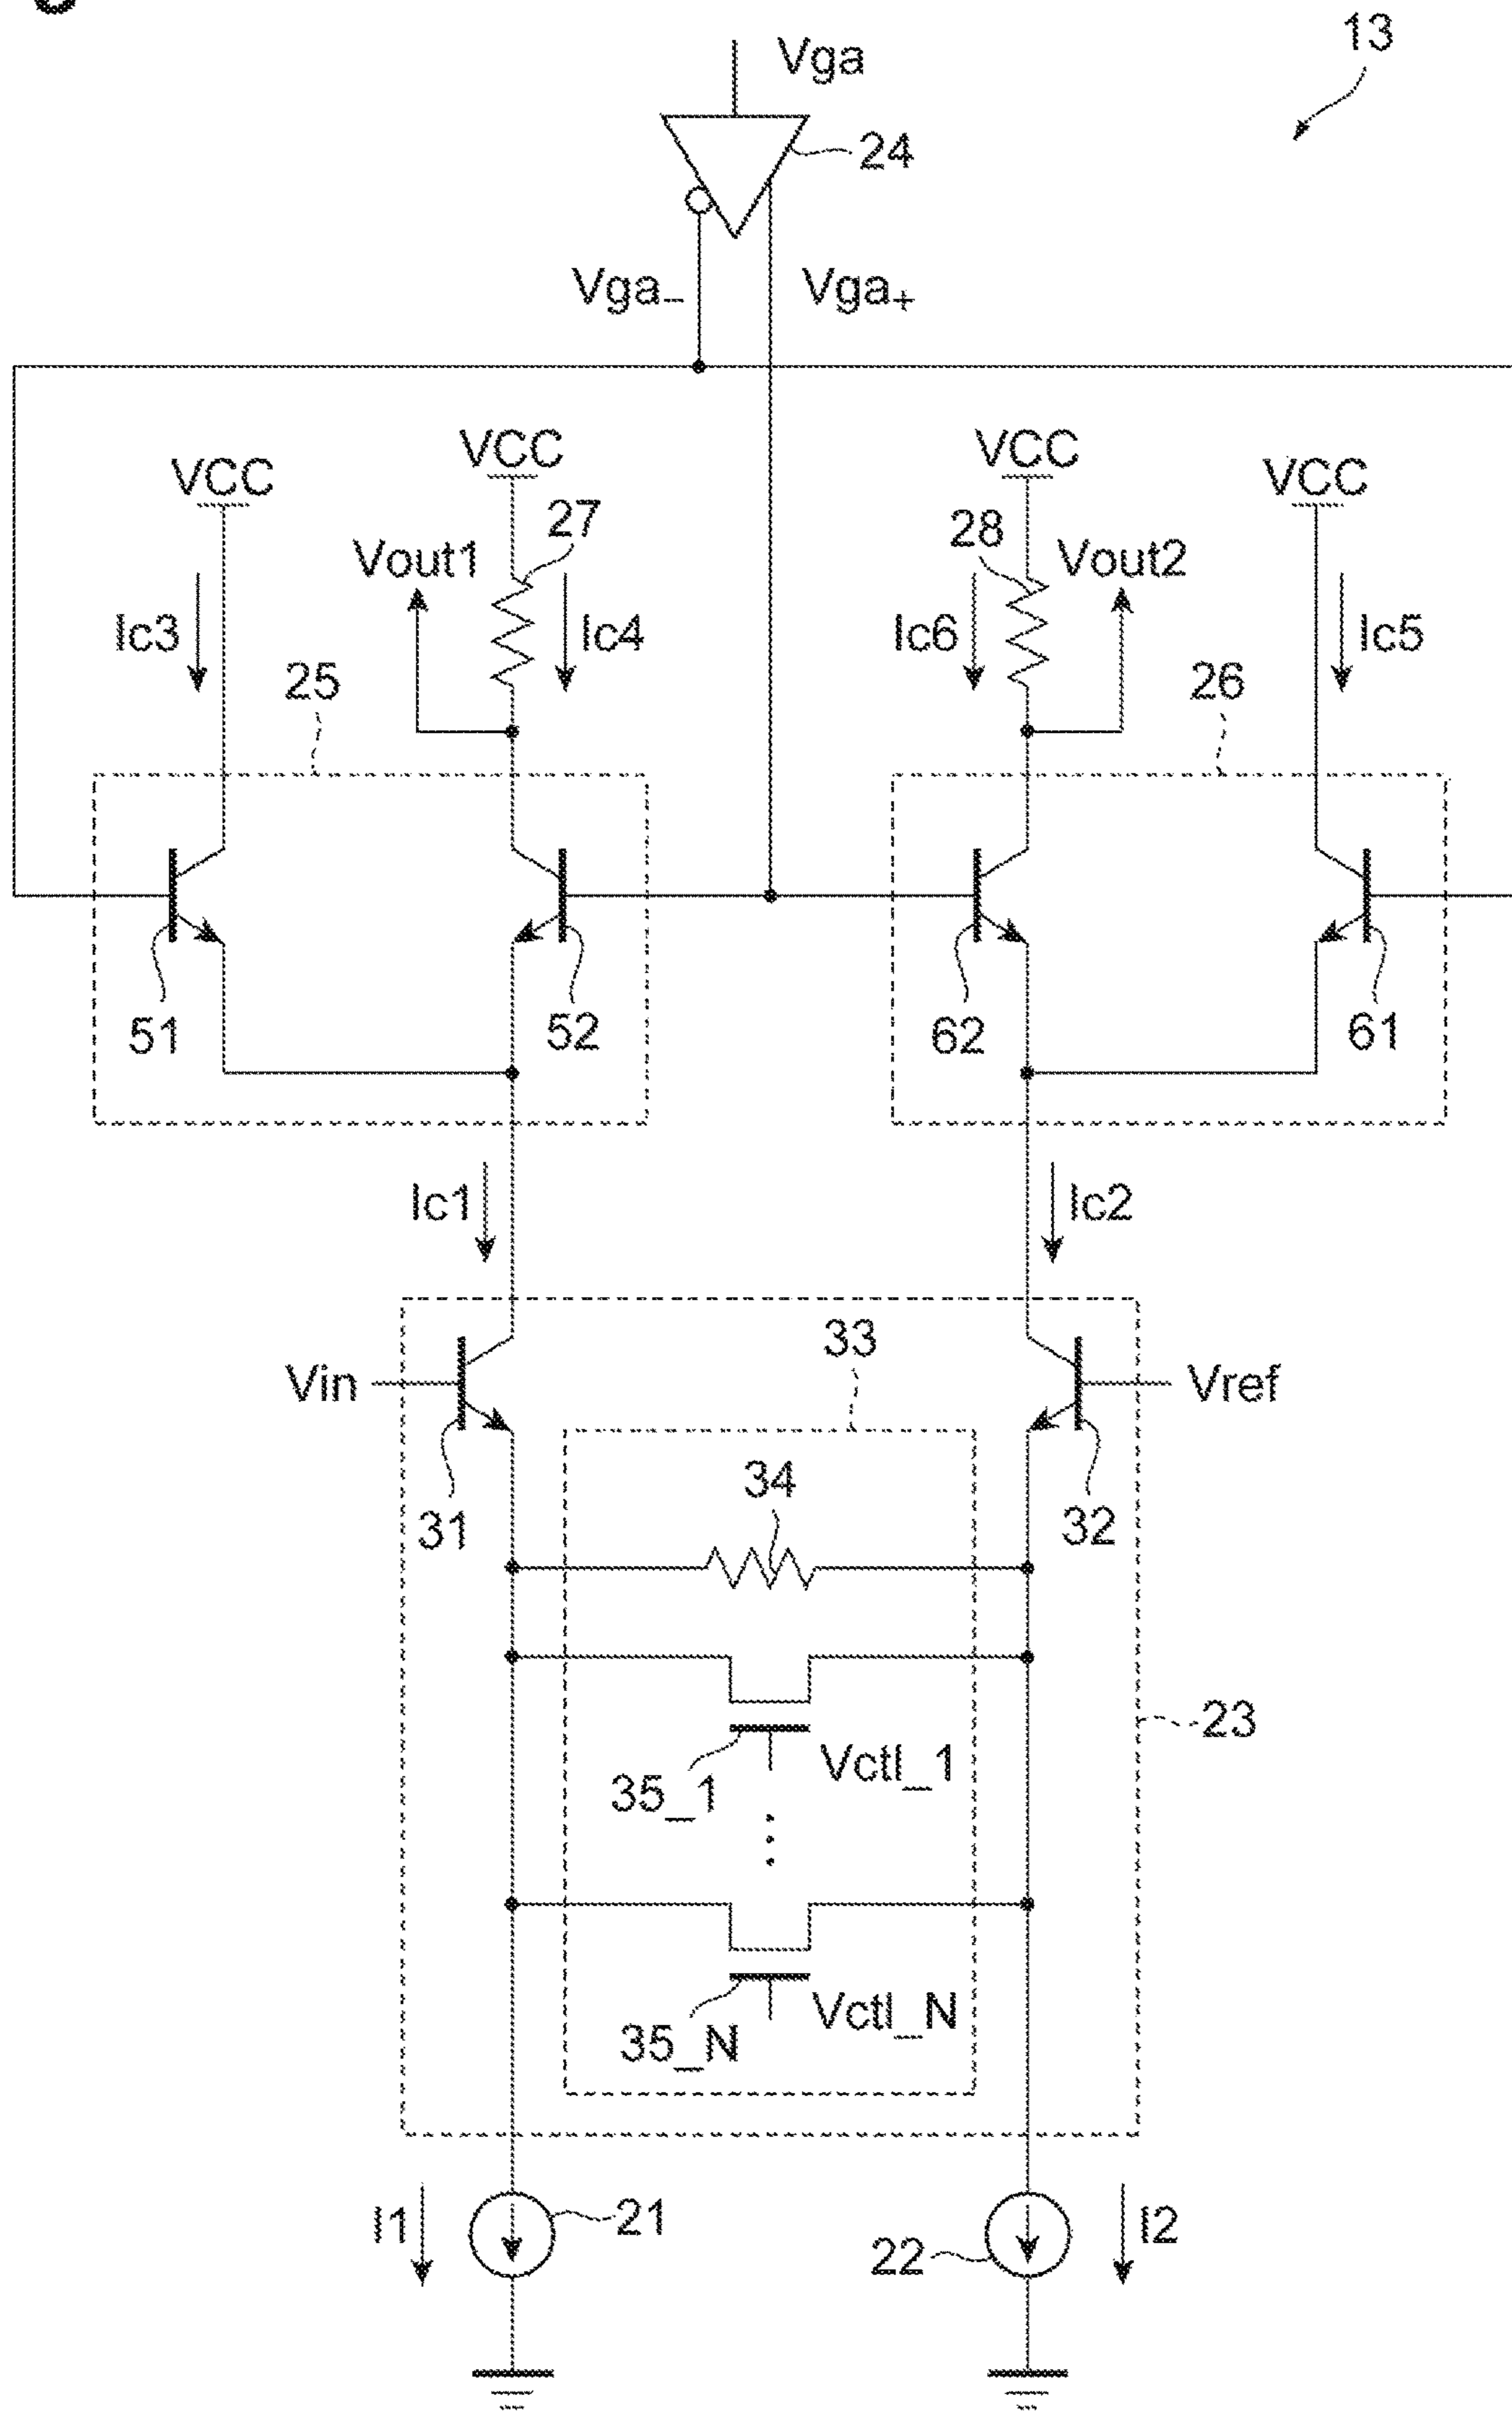 13
Vga
24
Vga−
Vga+
VCC
VCC
VCC
VCC
27
28
Vout1
Vout2
Ic3
Ic4
Ic6
Ic5
25
26
51
52
62
61
Ic1
Ic2
33
Vin
Vref
34
31
32
23
Vctl_1
35_1
Vctl_N
35_N
I1
21
22
I2